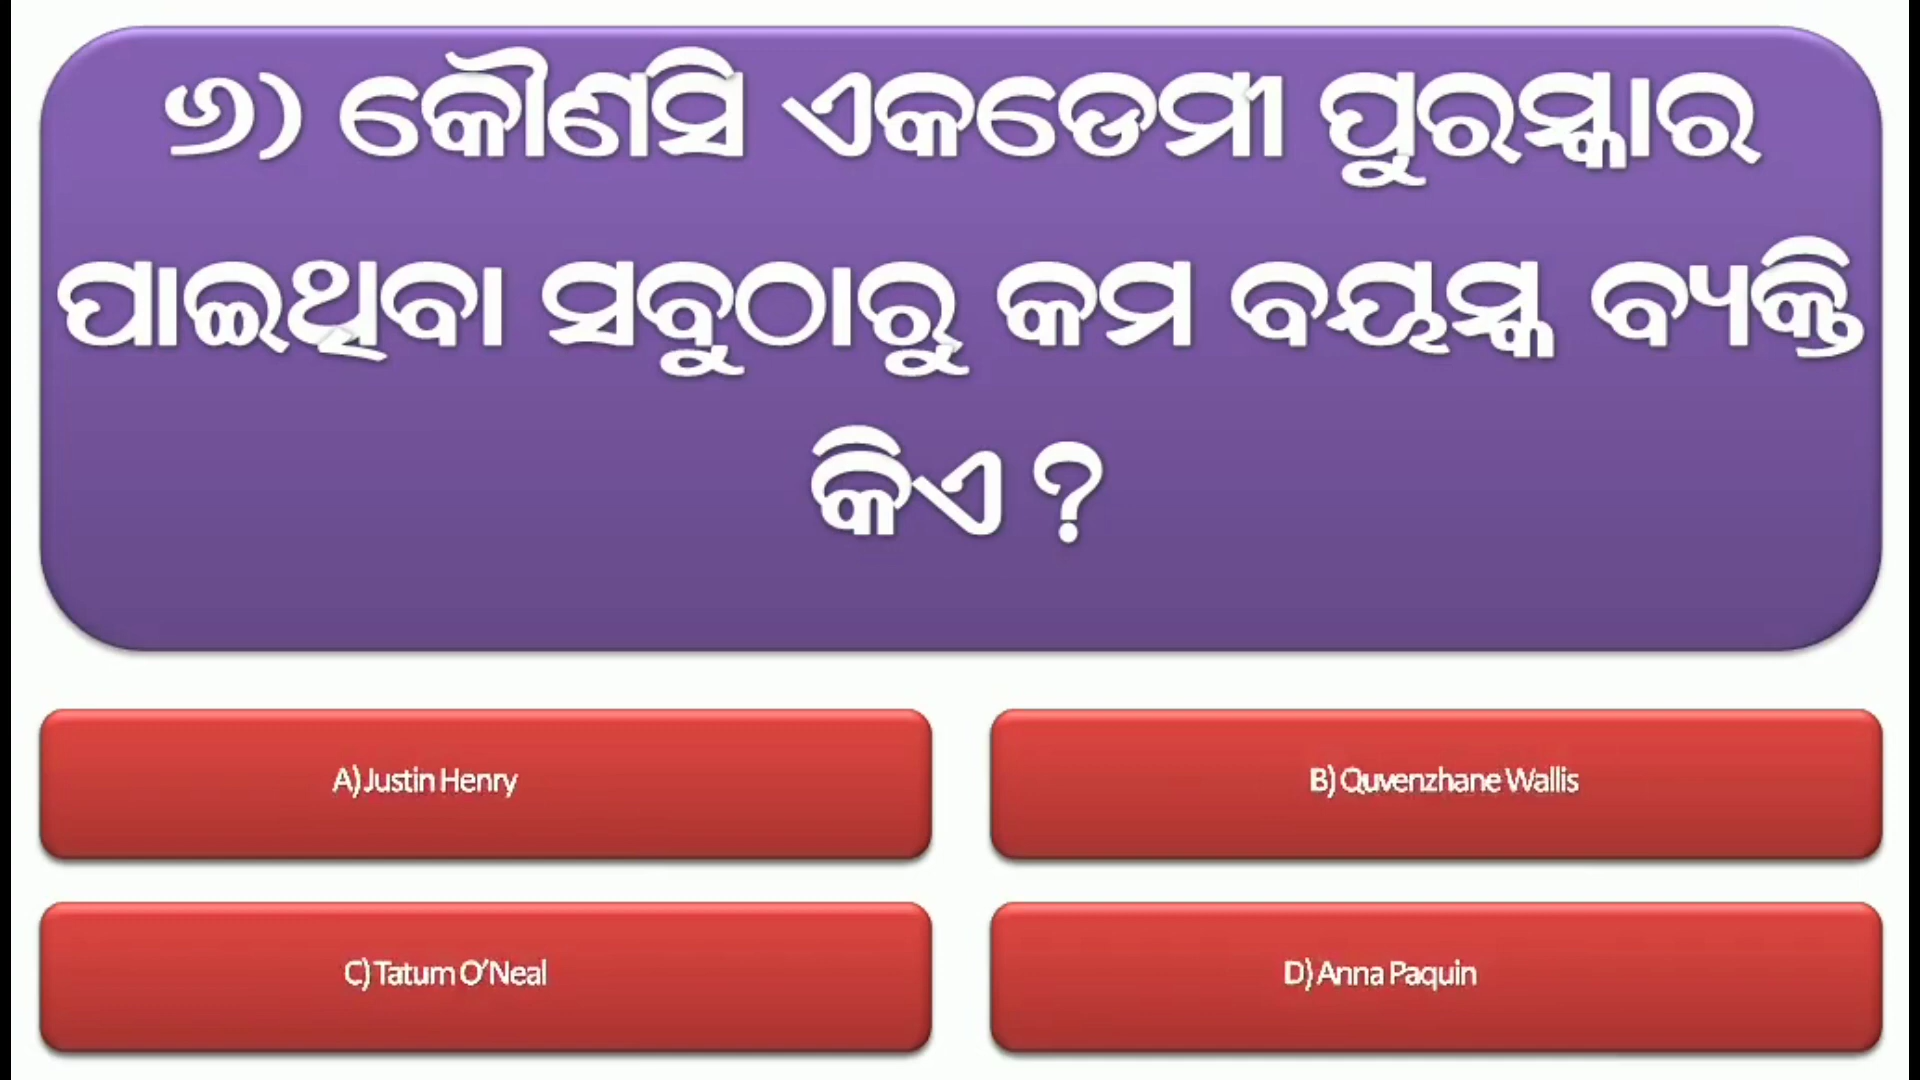 ୬) କୌଣସି ଏକଡେମୀ ପୁରସ୍କାର
ପାଇଥିବା ସବୁଠାରୁ କମ ବୟସ୍କ ବ୍ୟକ୍ତି
କିଏ ?
A) Justin Henry
B) Quvenzhane Wallis
C) Tatum O’Neal
D) Anna Paquin